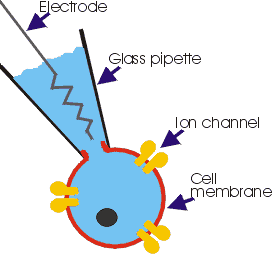 Electrode
Glass pipette
Ion channel
Cell
membrane